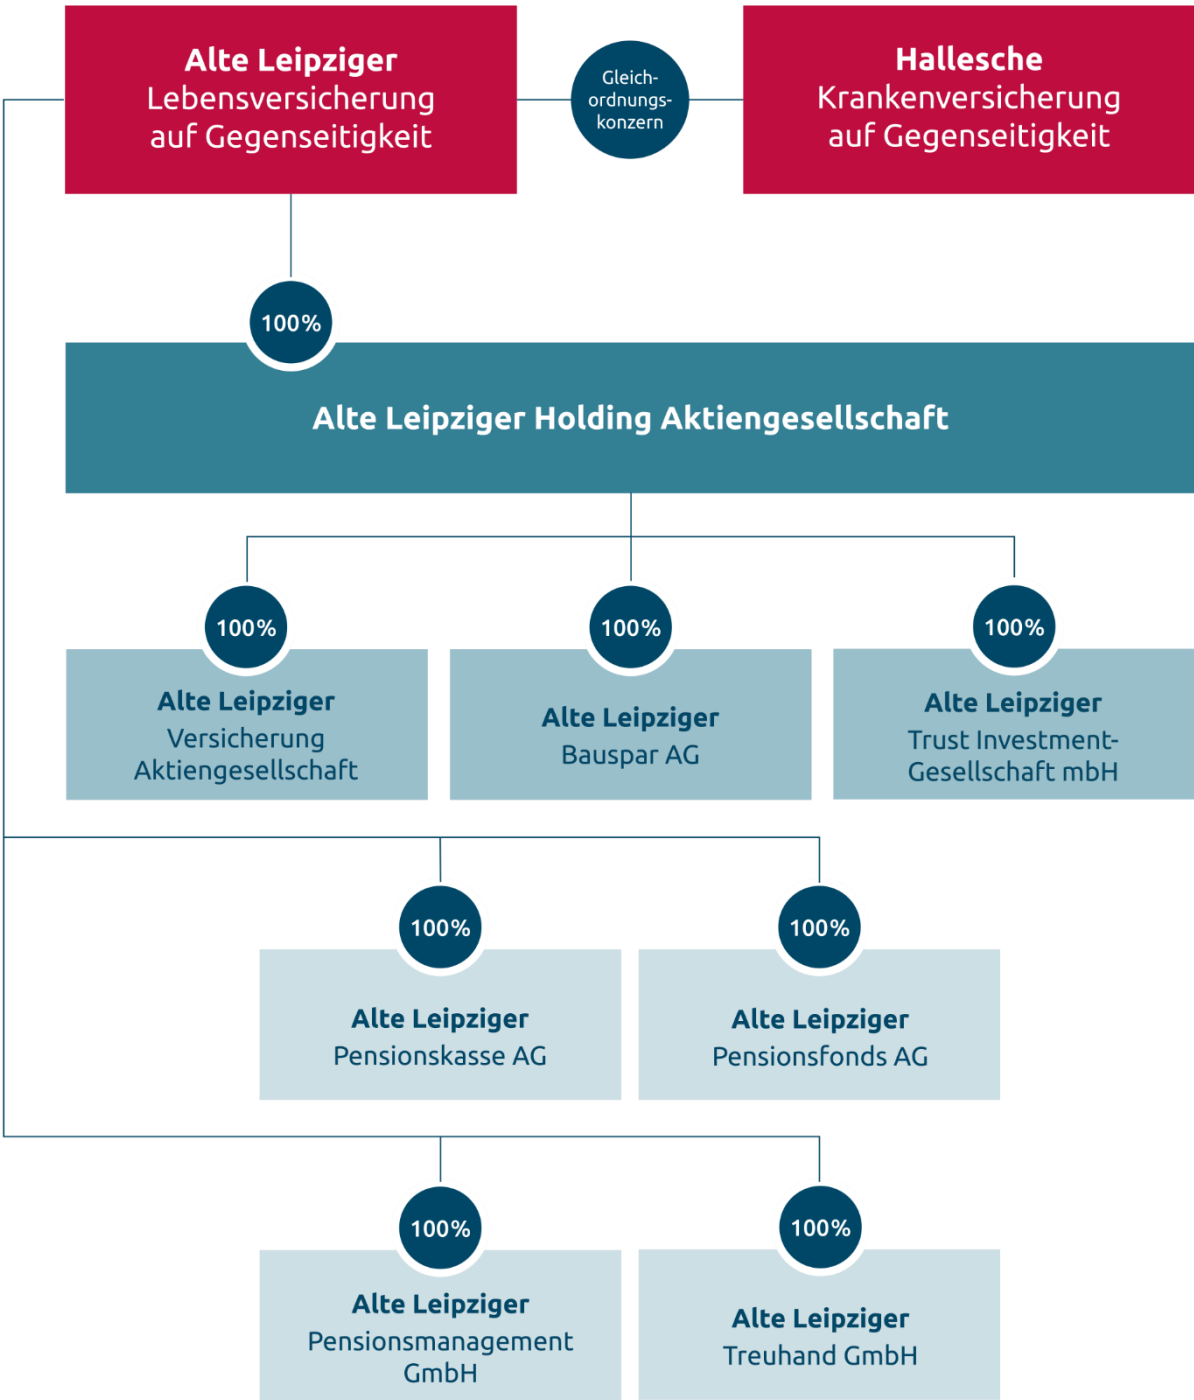 Alte Leipziger
Lebensversicherung
auf Gegenseitigkeit
Gleich-
ordnungs-
konzern
Hallesche
Krankenversicherung
auf Gegenseitigkeit
100%
Alte Leipziger Holding Aktiengesellschaft
100%
Alte Leipziger
Versicherung
Aktiengesellschaft
100%
Alte Leipziger
Bauspar AG
100%
Alte Leipziger
Trust Investment-
Gesellschaft mbH
100%
Alte Leipziger
Pensionskasse AG
100%
Alte Leipziger
Pensionsfonds AG
100%
Alte Leipziger
Pensionsmanagement
GmbH
100%
Alte Leipziger
Treuhand GmbH